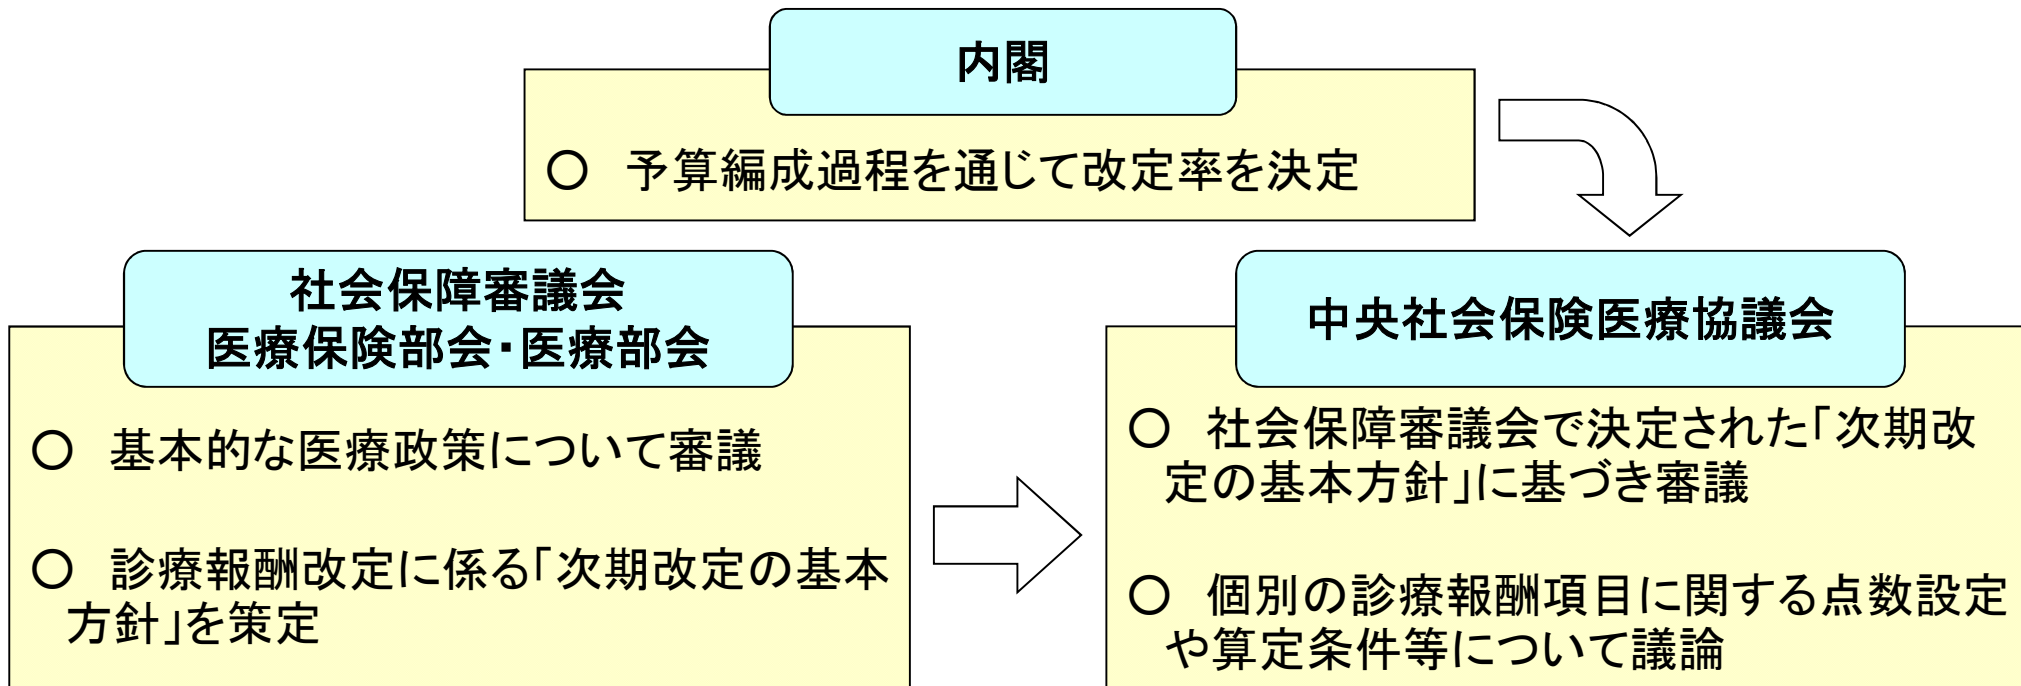 内閣
○　予算編成過程を通じて改定率を決定
社会保障審議会
医療保険部会・医療部会
○　基本的な医療政策について審議
○　診療報酬改定に係る「次期改定の基本
方針」を策定
中央社会保険医療協議会
○　社会保障審議会で決定された「次期改
定の基本方針」に基づき審議
○　個別の診療報酬項目に関する点数設定
や算定条件等について議論